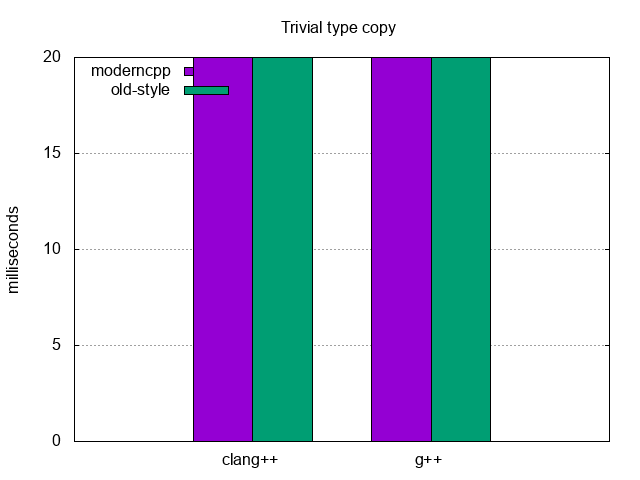 Trivial type copy
20
moderncpp
old-style
15
10
5
0
milliseconds
clang++
g++